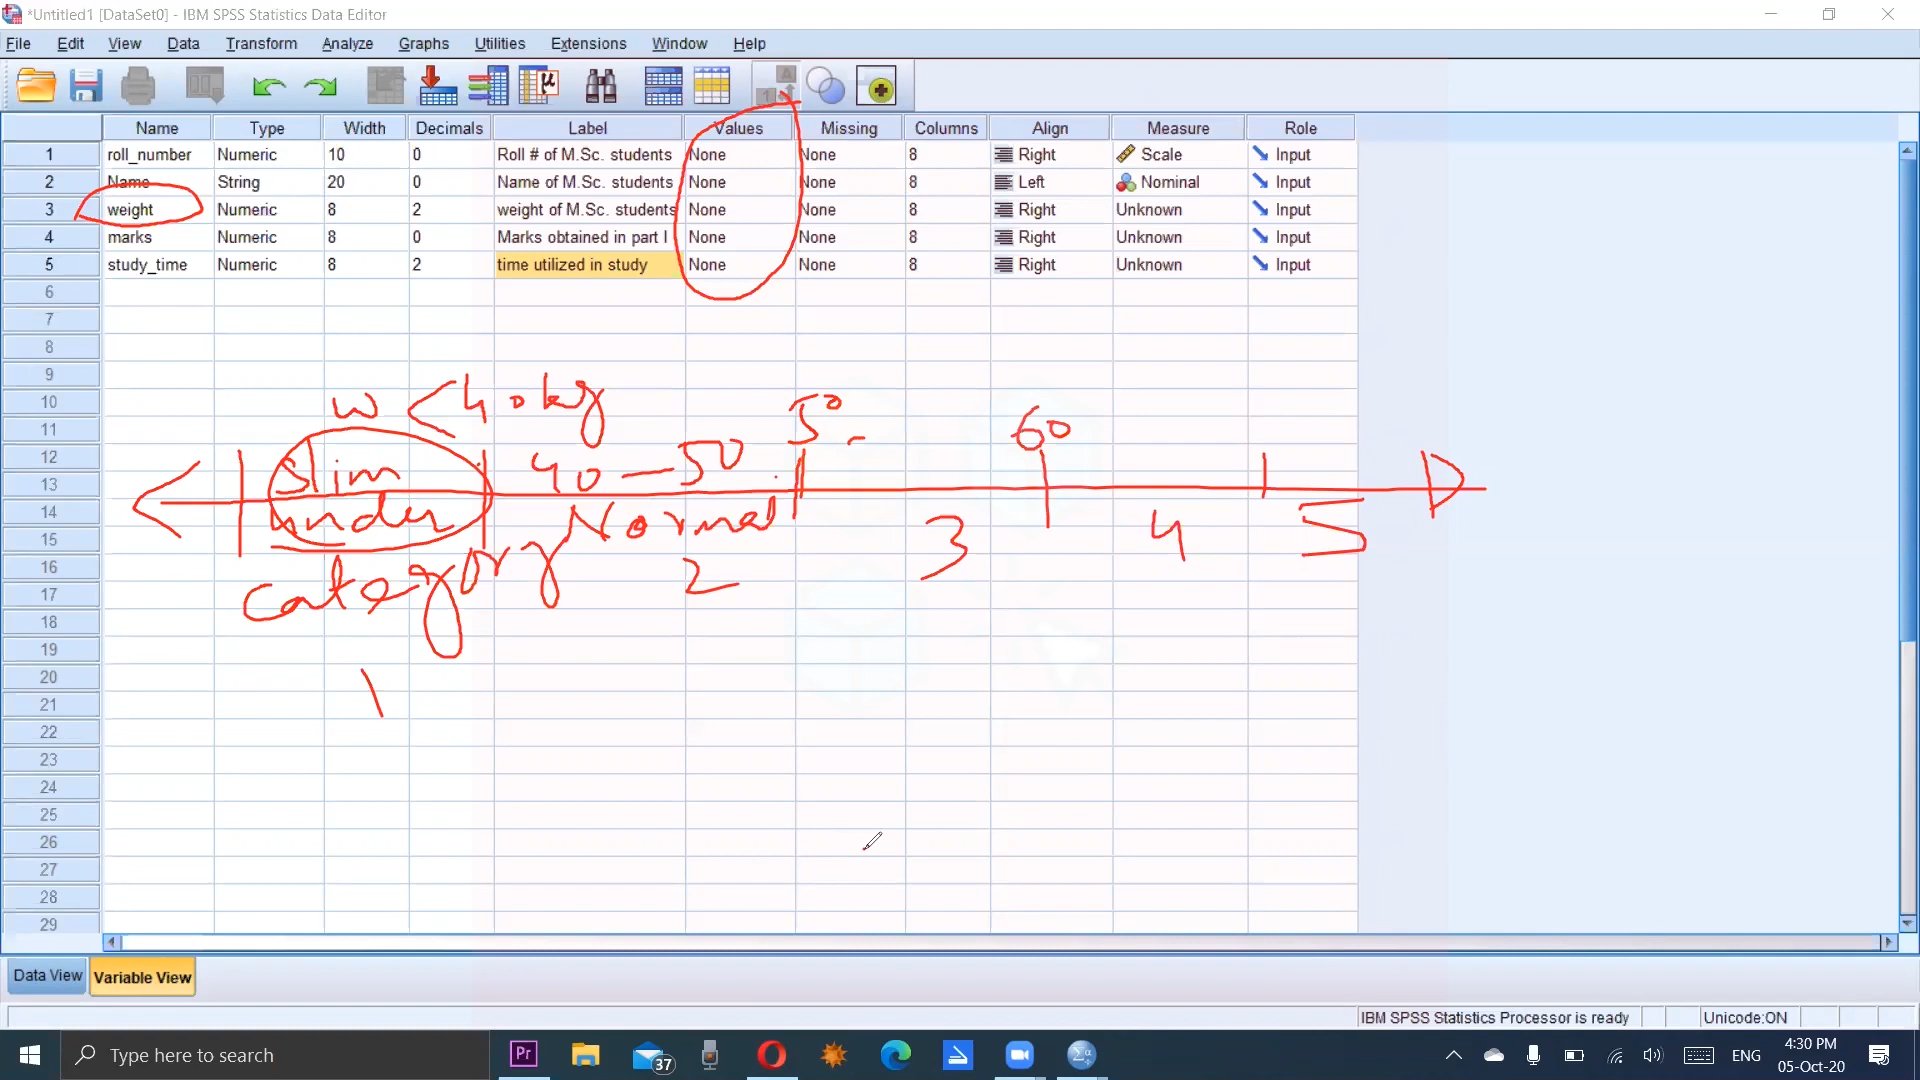 *Untitled1 [DataSet0] - IBM SPSS Statistics Data Editor
File Edit View Data Transform Analyze Graphs Utilities Extensions Window Help
Name Type Width Decimals Label Values Missing Columns Align Measure Role
1 roll_number Numeric 10 0 Roll # of M.Sc. students None None 8 Right Scale Input
2 Name String 20 0 Name of M.Sc. students None None 8 Left Nominal Input
3 weight Numeric 8 2 weight of M.Sc. students None None 8 Right Unknown Input
4 marks Numeric 8 0 Marks obtained in part I None None 8 Right Unknown Input
5 study_time Numeric 8 2 time utilized in study None None 8 Right Unknown Input
6
7
8
9
10
11
12
13
14
15
16
17
18
19
20
21
22
23
24
25
26
27
28
29
w < 40 kg
50 60
slim 40 — 50
under Normal 3 4 5
category 2
1
Data View Variable View
IBM SPSS Statistics Processor is ready Unicode:ON
Type here to search
Pr
37
ENG
4:30 PM
05-Oct-20